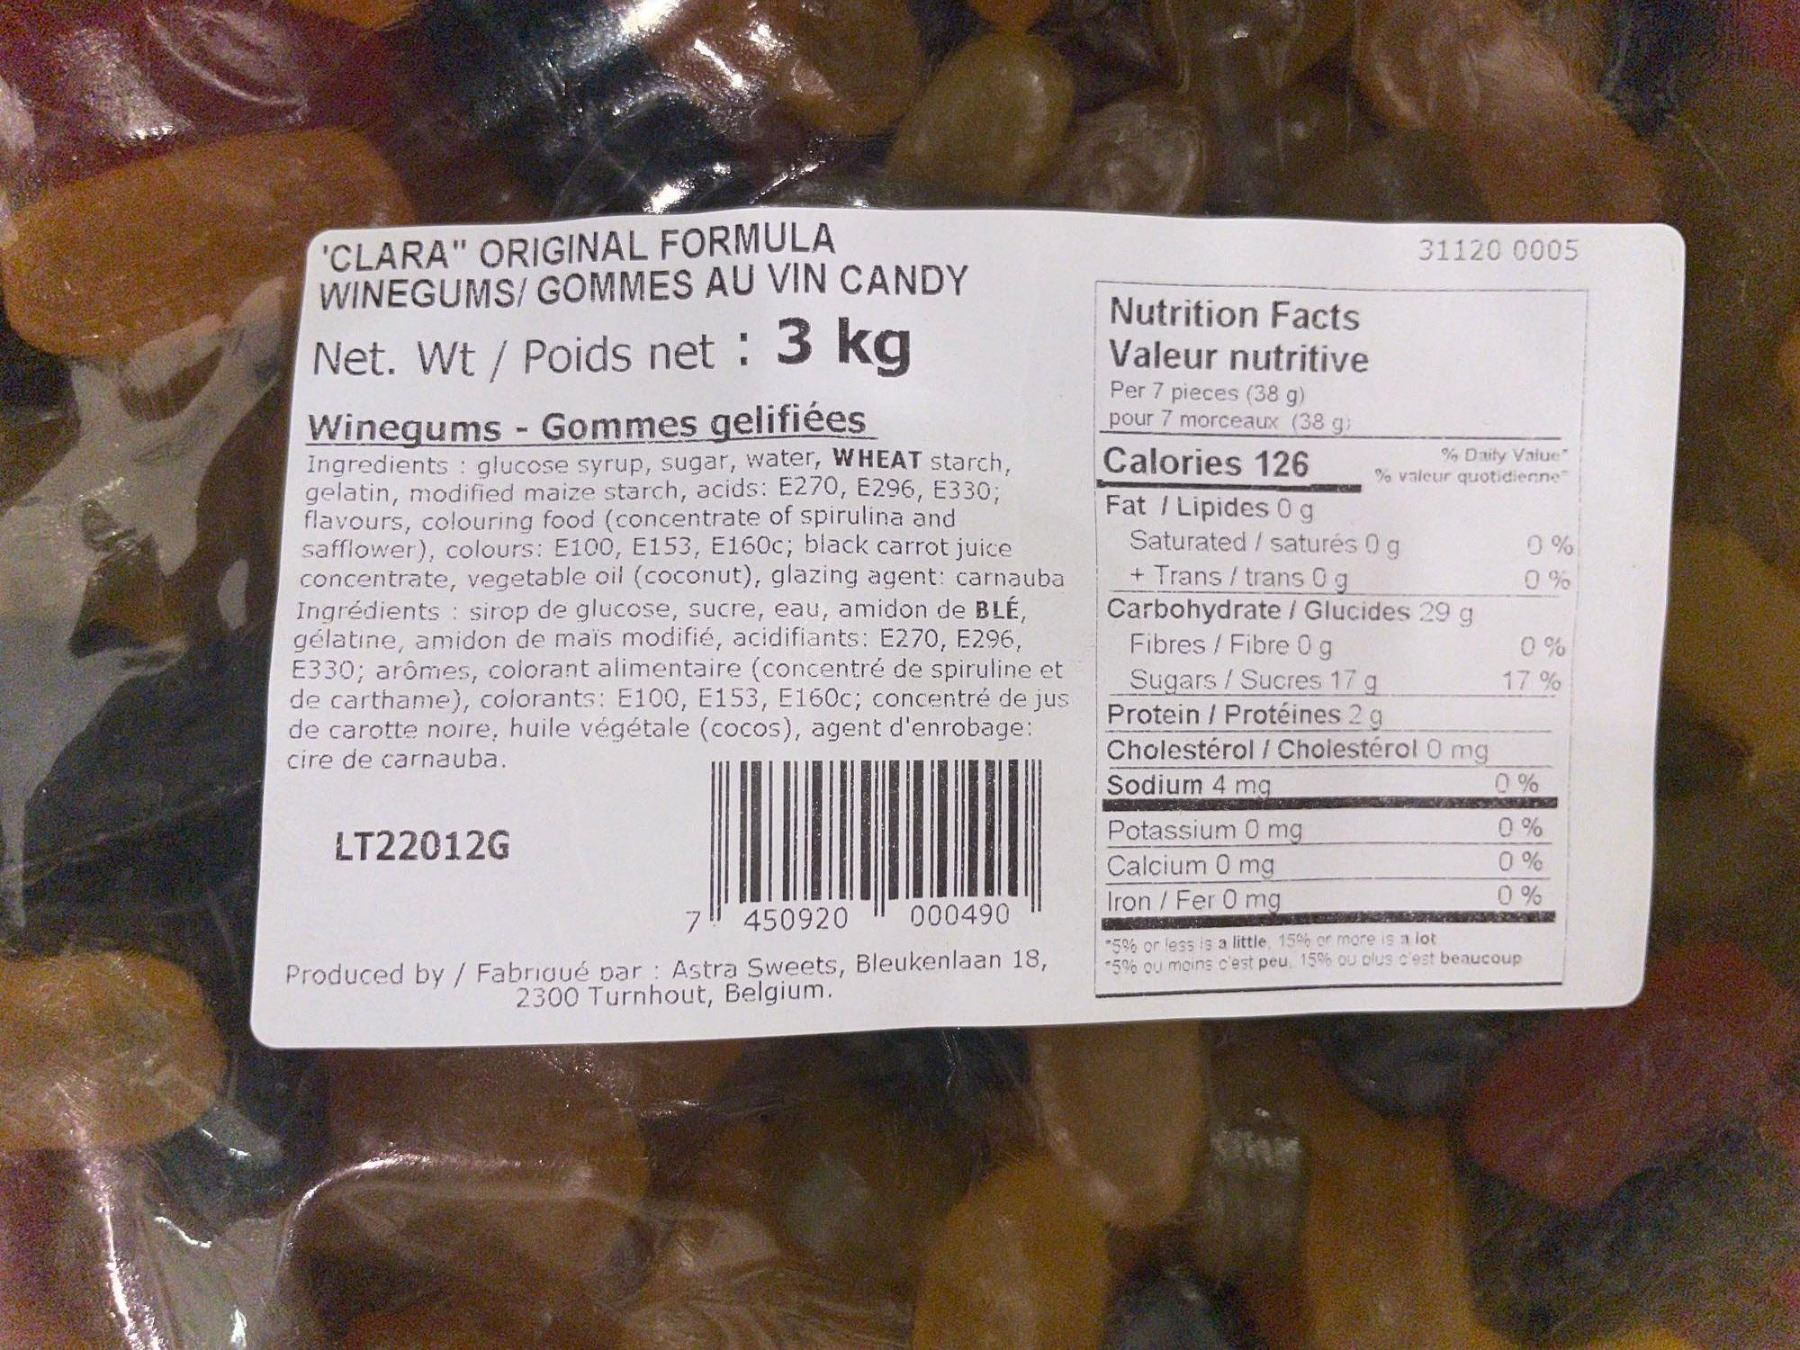 'CLARA" ORIGINAL FORMULA
WINEGUMS/ GOMMES AU VIN CANDY
Net. Wt / Poids net : 3 kg
Winegums - Gommes gelifiées
Ingredients : glucose syrup, sugar, water, WHEAT starch,
gelatin, modified maize starch, acids: E270, E296, E330;
flavours, colouring food (concentrate of spirulina and
safflower), colours: E100, E153, E160c; black carrot juice
concentrate, vegetable oil (coconut), glazing agent: carnauba
Ingrédients : sirop de glucose, sucre, eau, amidon de BLÉ,
gélatine, amidon de maïs modifié, acidifiants: E270, E296,
E330; arômes, colorant alimentaire (concentré de spiruline et
de carthame), colorants: E100, E153, E160c; concentré de jus
de carotte noire, huile végétale (cocos), agent d'enrobage:
cire de carnauba.
LT22012G
7 450920 000490
Produced by / Fabriqué par : Astra Sweets, Bleukenlaan 18,
2300 Turnhout, Belgium.
31120 0005
Nutrition Facts
Valeur nutritive
Per 7 pieces (38 g)
pour 7 morceaux (38 g)
Calories 126
% Daily Value*
% valeur quotidienne*
Fat / Lipides 0 g
Saturated / saturés 0 g 0 %
+ Trans / trans 0 g 0 %
Carbohydrate / Glucides 29 g
Fibres / Fibre 0 g 0 %
Sugars / Sucres 17 g 17 %
Protein / Protéines 2 g
Cholestérol / Cholestérol 0 mg
Sodium 4 mg 0 %
Potassium 0 mg 0 %
Calcium 0 mg 0 %
Iron / Fer 0 mg 0 %
*5% or less is a little, 15% or more is a lot
*5% ou moins c'est peu, 15% ou plus c'est beaucoup